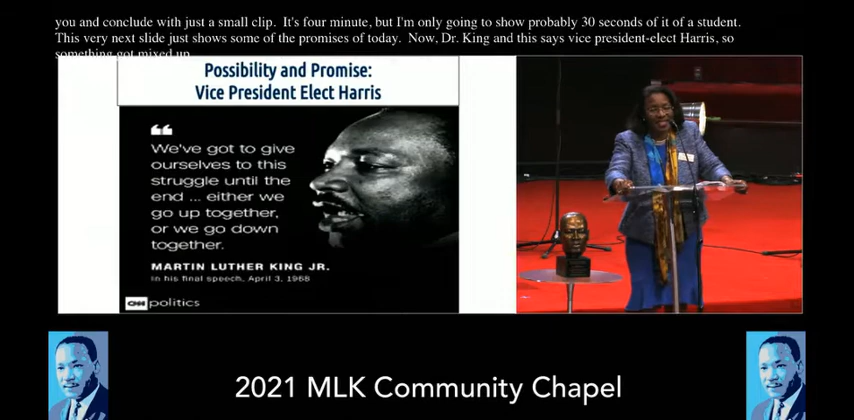 you and conclude with just a small clip.  It's four minute, but I'm only going to show probably 30 seconds of it of a student.
This very next slide just shows some of the promises of today.  Now, Dr. King and this says vice president-elect Harris, so
something got mixed up
Possibility and Promise:
Vice President Elect Harris
“
We've got to give
ourselves to this
struggle until the
end ... either we
go up together,
or we go down
together.
MARTIN LUTHER KING JR.
In his final speech, April 3, 1968
CNN politics
2021 MLK Community Chapel